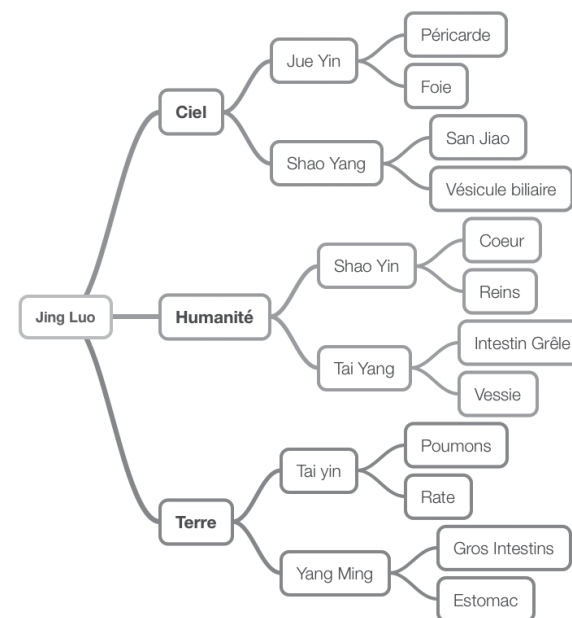 Jing Luo
Ciel
Jue Yin
Péricarde
Foie
Shao Yang
San Jiao
Vésicule biliaire
Humanité
Shao Yin
Coeur
Reins
Tai Yang
Intestin Grêle
Vessie
Terre
Tai yin
Poumons
Rate
Yang Ming
Gros Intestins
Estomac